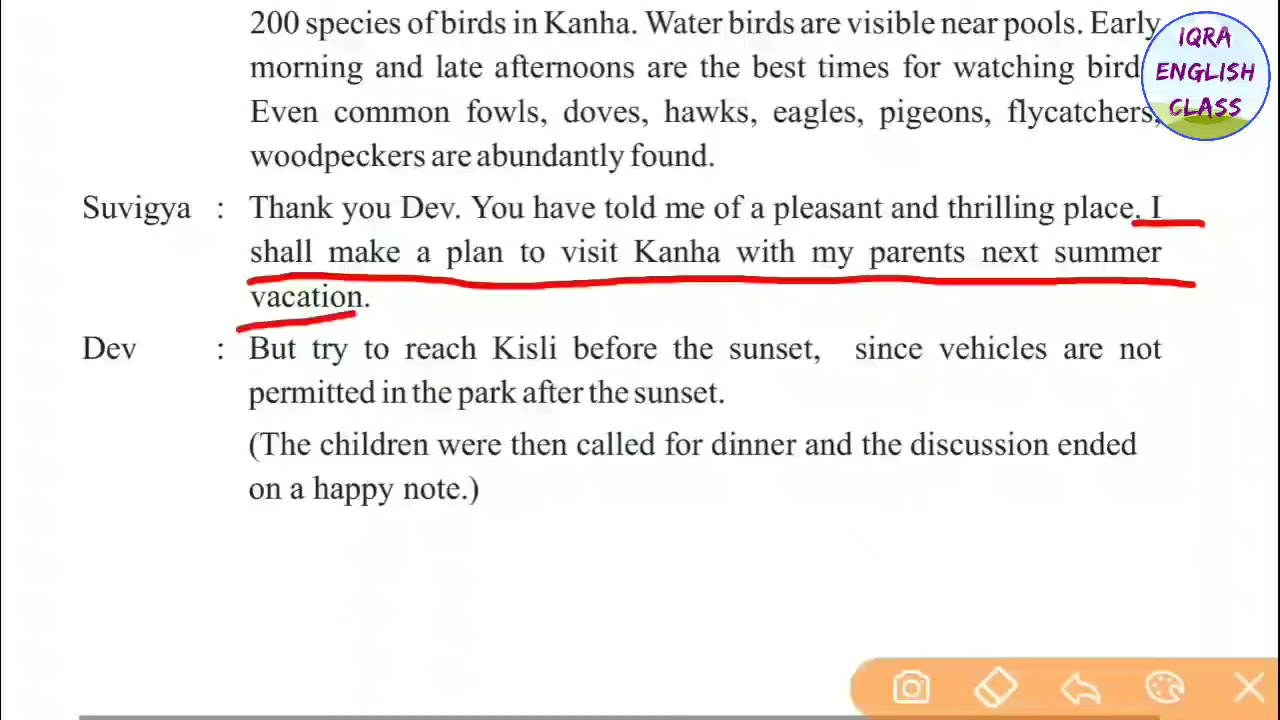 200 species of birds in Kanha. Water birds are visible near pools. Early
morning and late afternoons are the best times for watching bird
Even common fowls, doves, hawks, eagles, pigeons, flycatchers,
woodpeckers are abundantly found.
Suvigya : Thank you Dev. You have told me of a pleasant and thrilling place. I
shall make a plan to visit Kanha with my parents next summer
vacation.
Dev : But try to reach Kisli before the sunset, since vehicles are not
permitted in the park after the sunset.
(The children were then called for dinner and the discussion ended
on a happy note.)
IQRA
ENGLISH
CLASS